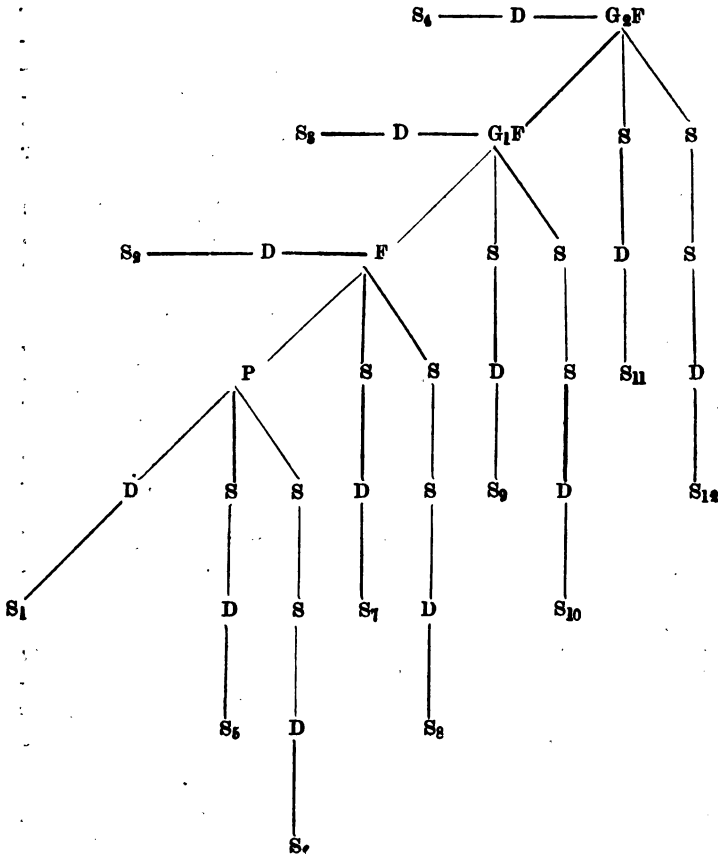 S₄ D G₂F
S₃ D G₁F S S
S₂ D F S S D S
P S S D S S₁₁ D
D S S D S S₉ D S₁₂
S₁ D S S₇ D S₁₀
S₅ D S₈
S